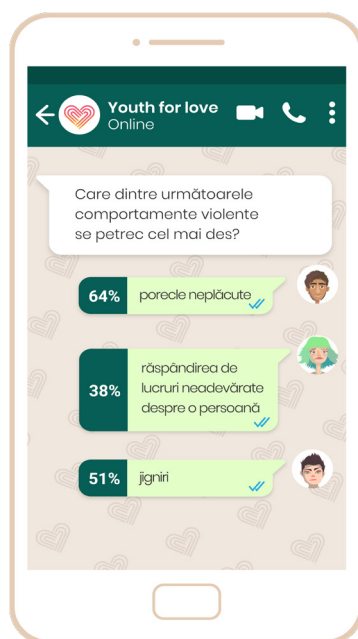 Youth for love
Online
Care dintre următoarele
comportamente violente
se petrec cel mai des?
64% porecle neplăcute
răspândirea de
38% lucruri neadevărate
despre o persoană
51% jigniri